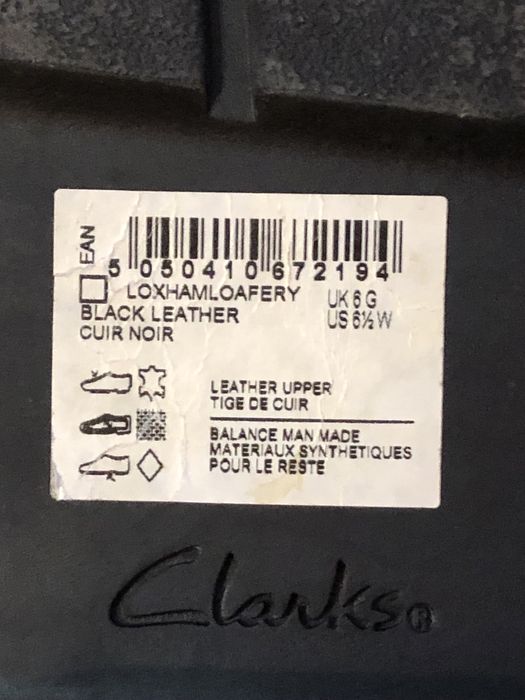 EAN
5 050410 672194
LOXHAMLOAFERY UK 6 G
BLACK LEATHER US 6½ W
CUIR NOIR
LEATHER UPPER
TIGE DE CUIR
BALANCE MAN MADE
MATERIAUX SYNTHETIQUES
POUR LE RESTE
Clarks®